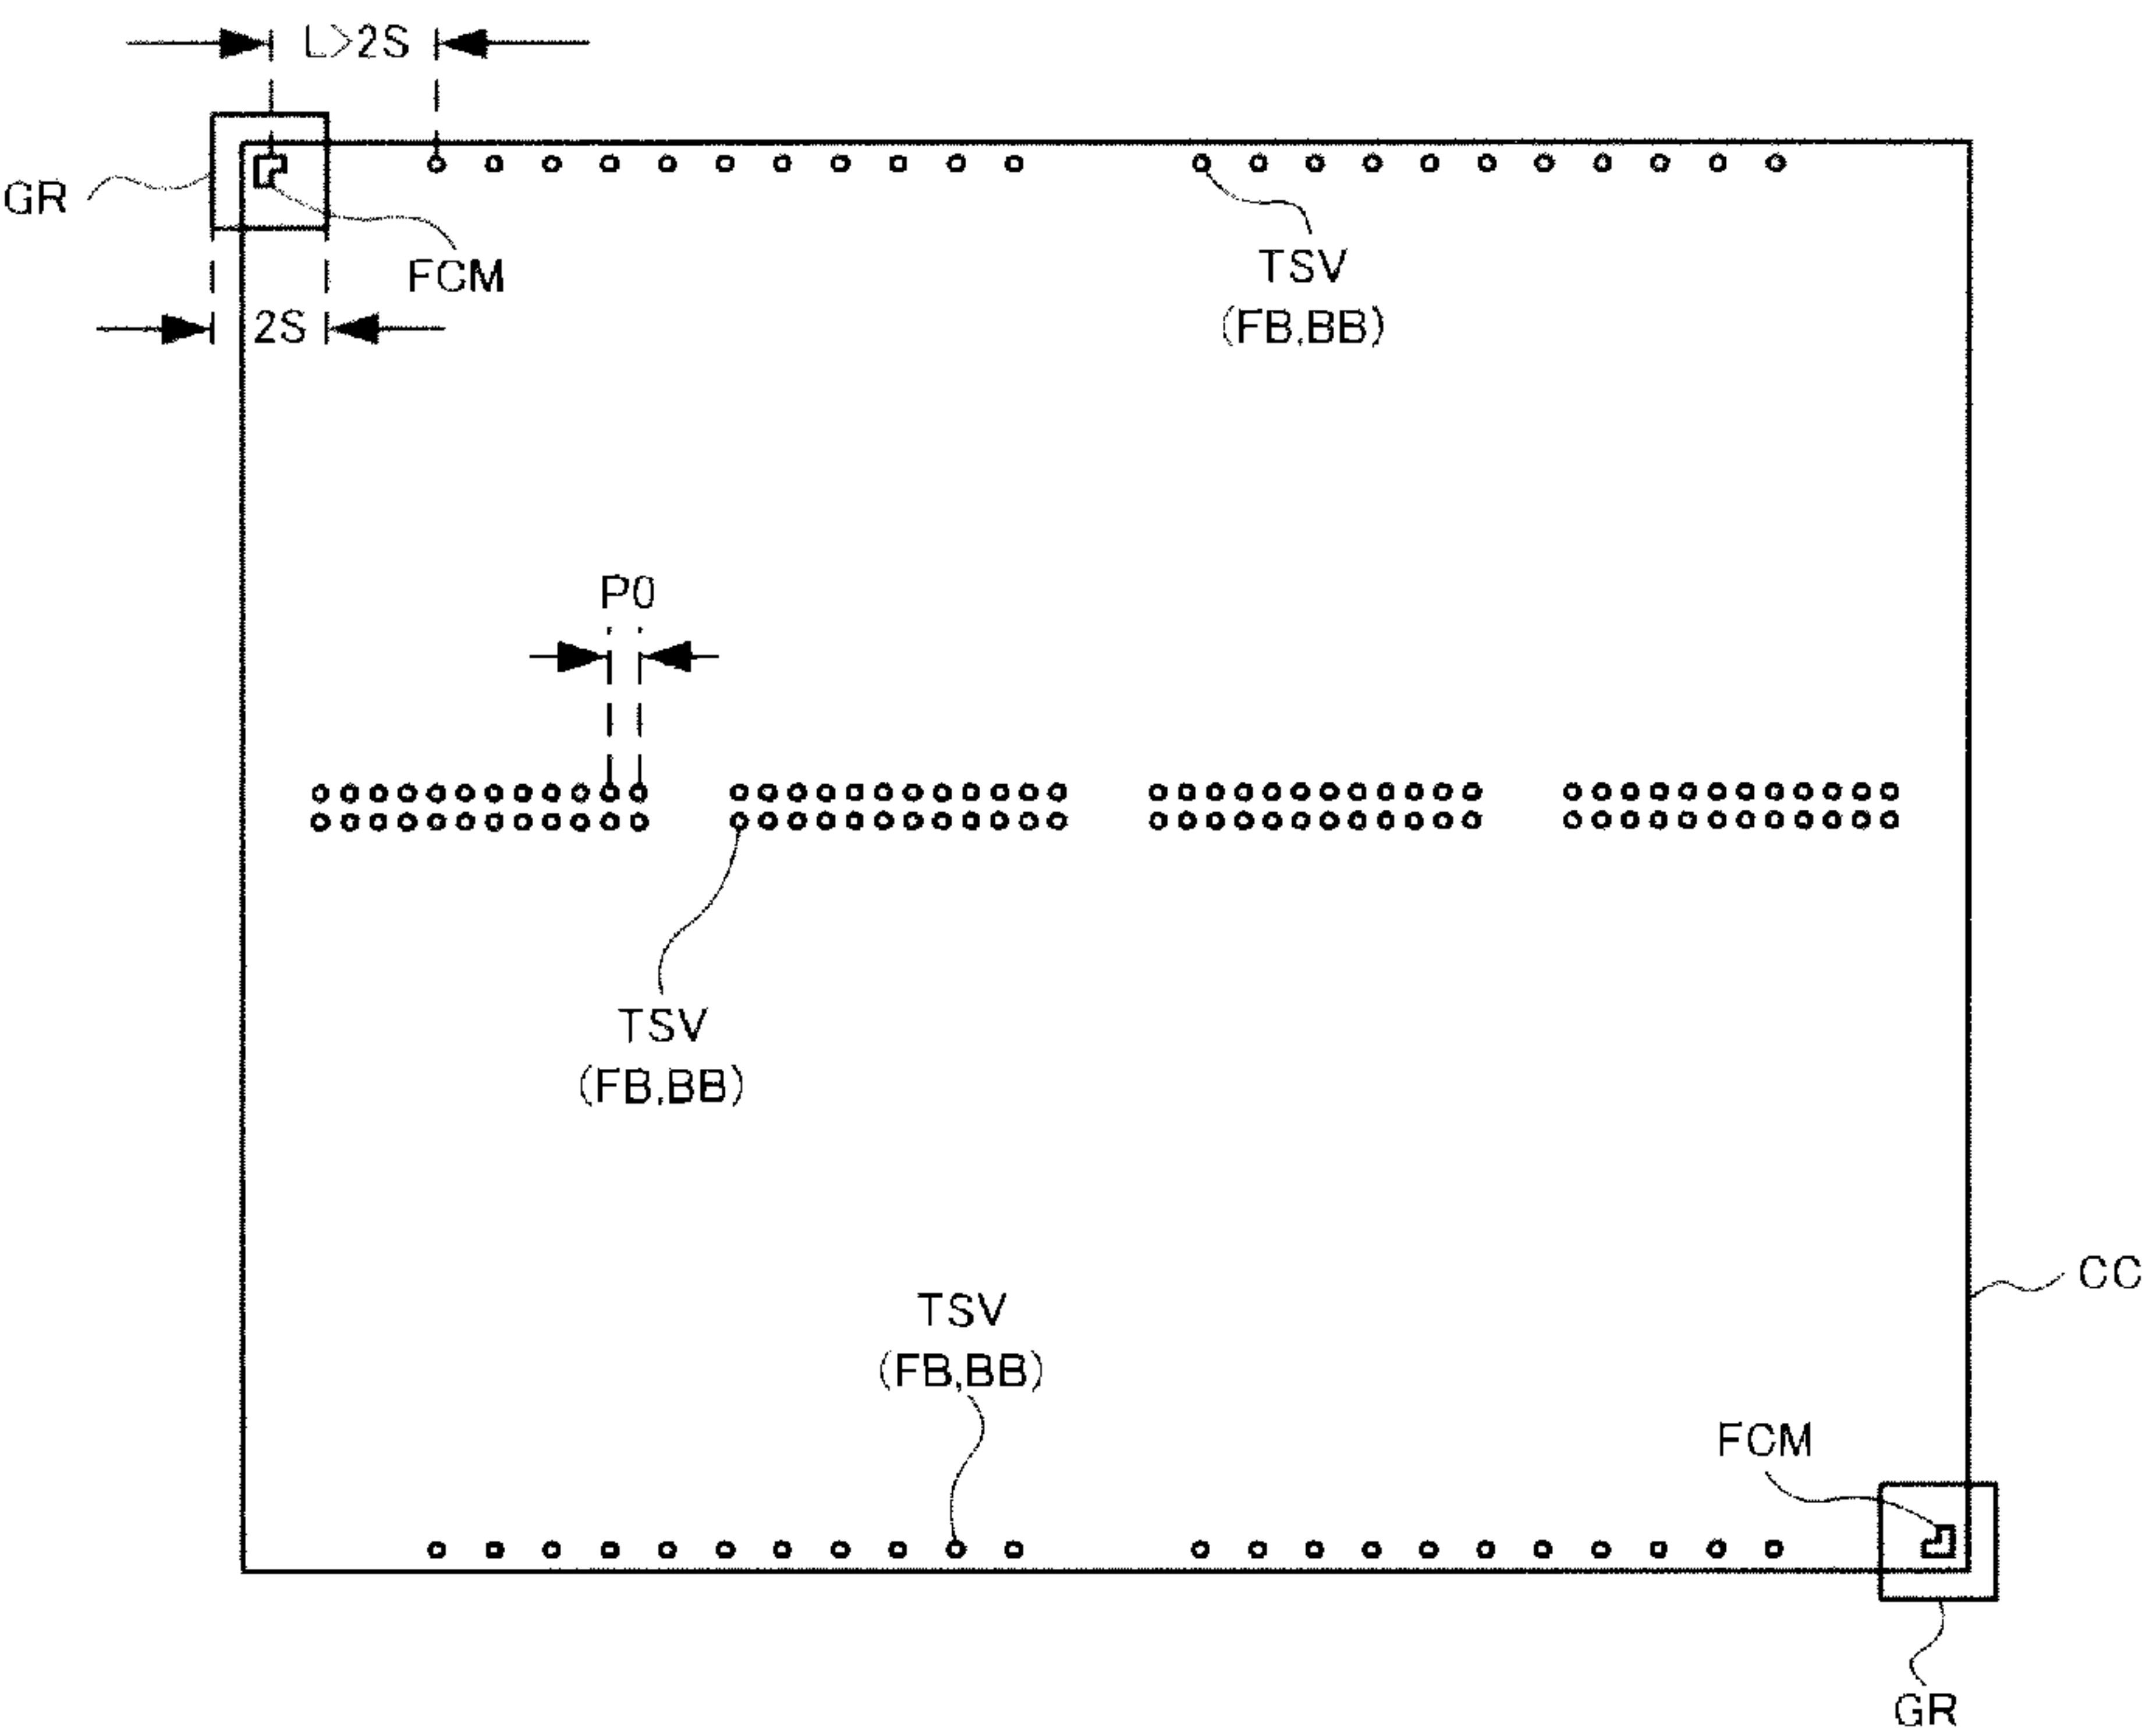 L>2S
GR
FCM
2S
TSV
(FB,BB)
P0
TSV
(FB,BB)
CC
TSV
(FB,BB)
FCM
GR